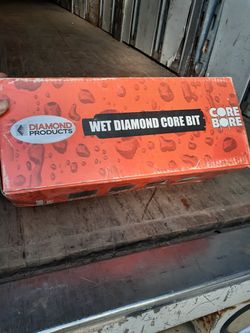 DIAMOND
PRODUCTS
WET DIAMOND CORE BIT
CORE
BORE